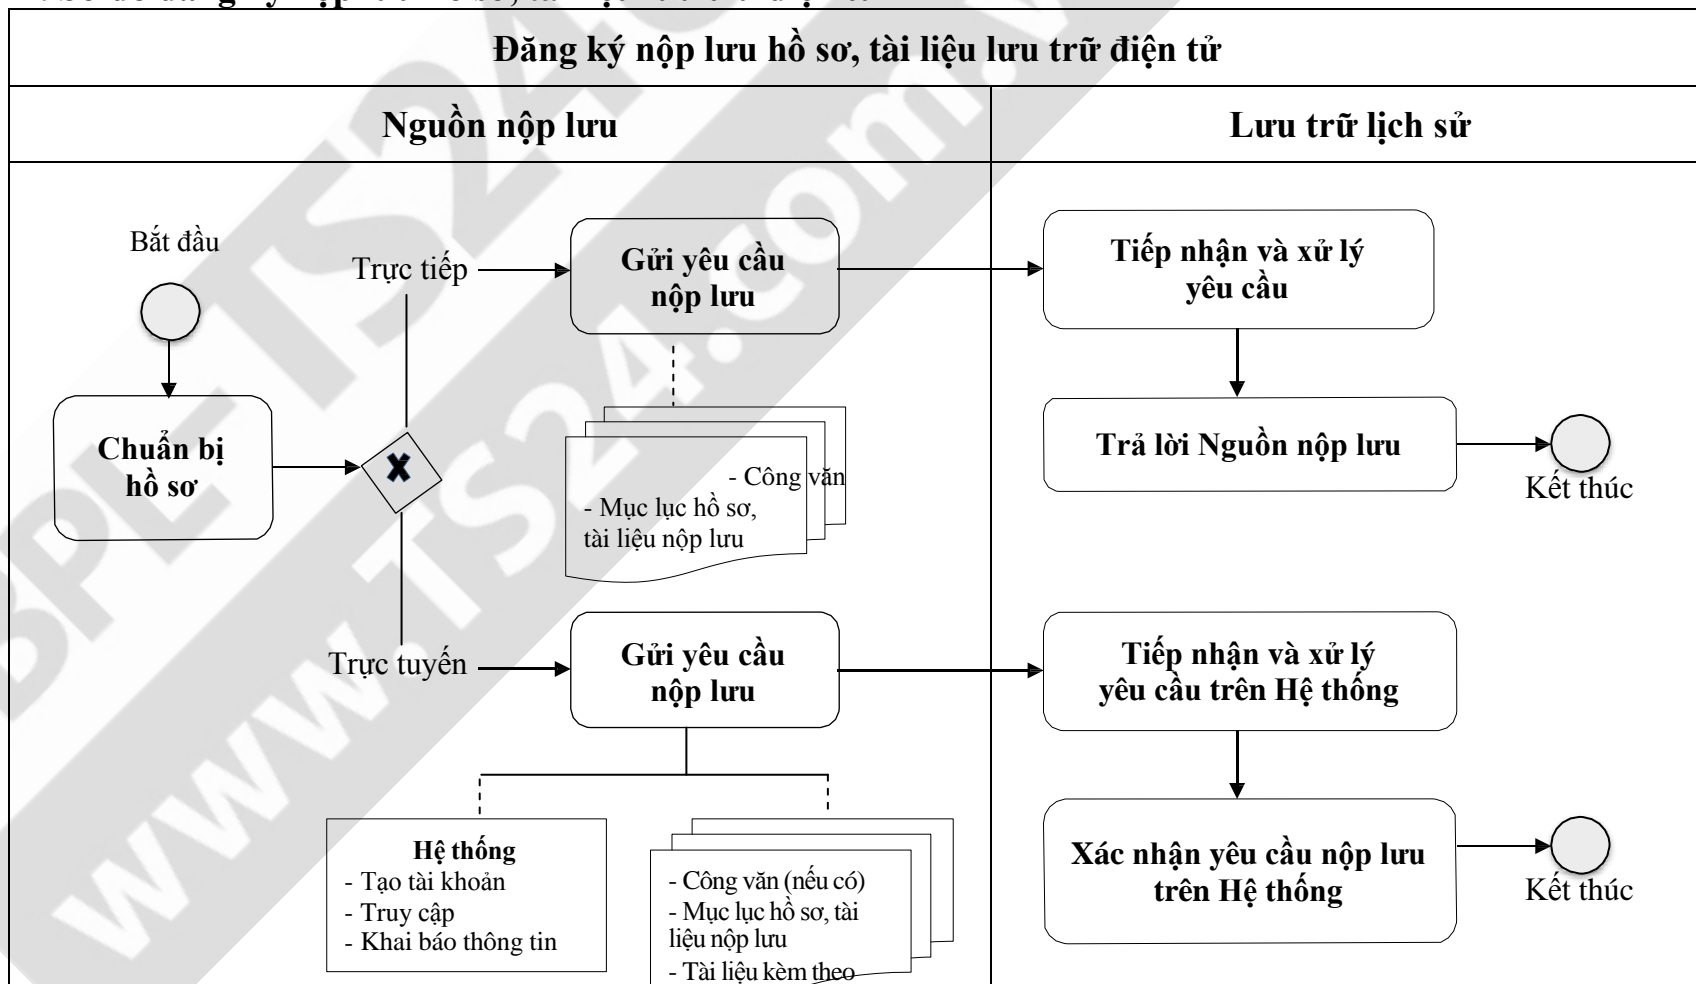 Đăng ký nộp lưu hồ sơ, tài liệu lưu trữ điện tử
Nguồn nộp lưu
Lưu trữ lịch sử
Bắt đầu
Chuẩn bị
hồ sơ
Trực tiếp
Gửi yêu cầu
nộp lưu
- Công văn
- Mục lục hồ sơ,
tài liệu nộp lưu
Tiếp nhận và xử lý
yêu cầu
Trả lời Nguồn nộp lưu
Kết thúc
Trực tuyến
Gửi yêu cầu
nộp lưu
Hệ thống
- Tạo tài khoản
- Truy cập
- Khai báo thông tin
- Công văn (nếu có)
- Mục lục hồ sơ, tài
liệu nộp lưu
- Tài liệu kèm theo
Tiếp nhận và xử lý
yêu cầu trên Hệ thống
Xác nhận yêu cầu nộp lưu
trên Hệ thống
Kết thúc
BPL-TS24
www.TS24.com.v